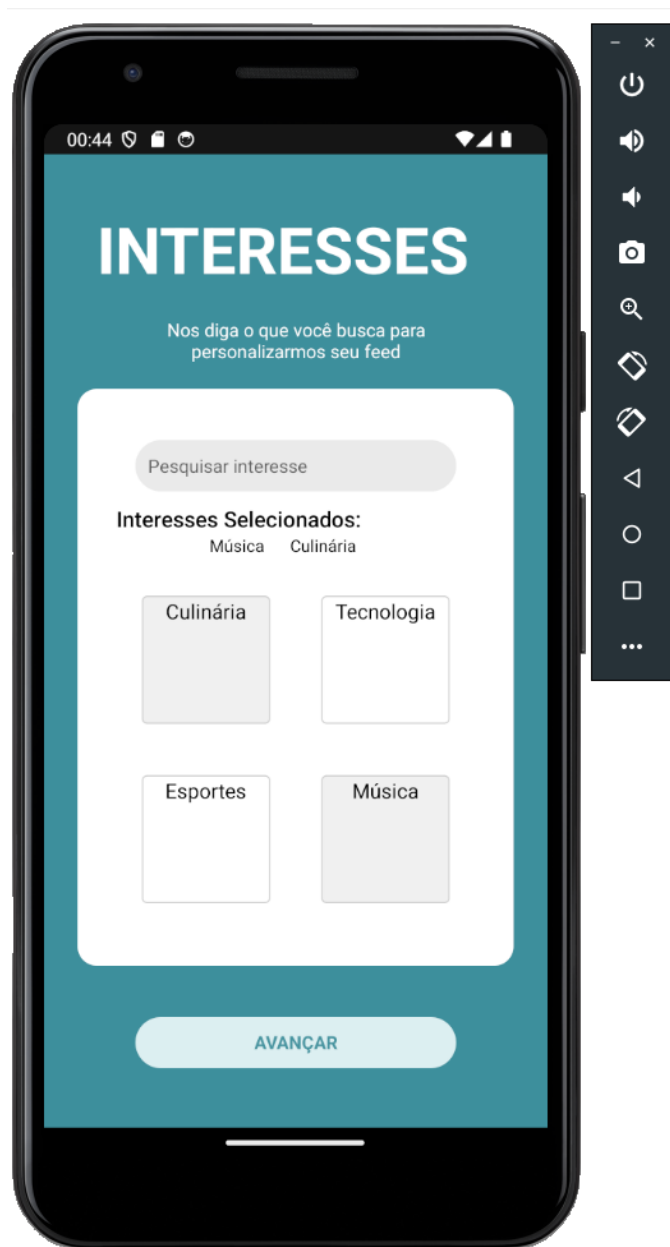 00:44
INTERESSES
Nos diga o que você busca para
personalizarmos seu feed
Pesquisar interesse
Interesses Selecionados:
Música Culinária
Culinária Tecnologia
Esportes Música
AVANÇAR